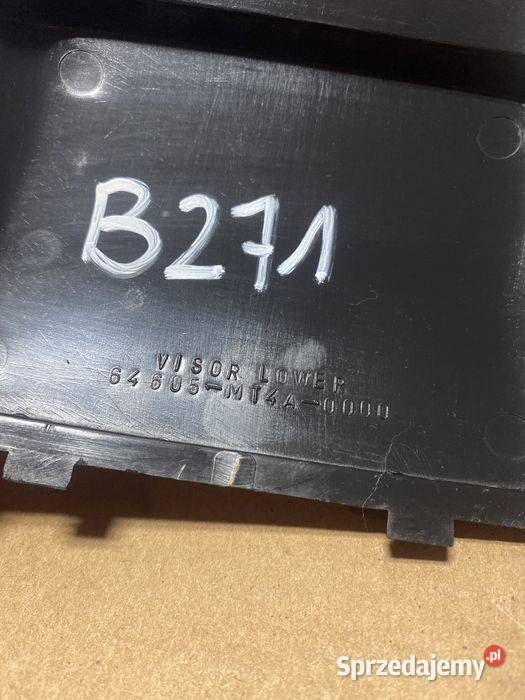 B271
VISOR LOWER
64605-MT4A-0000
Sprzedajemy.pl